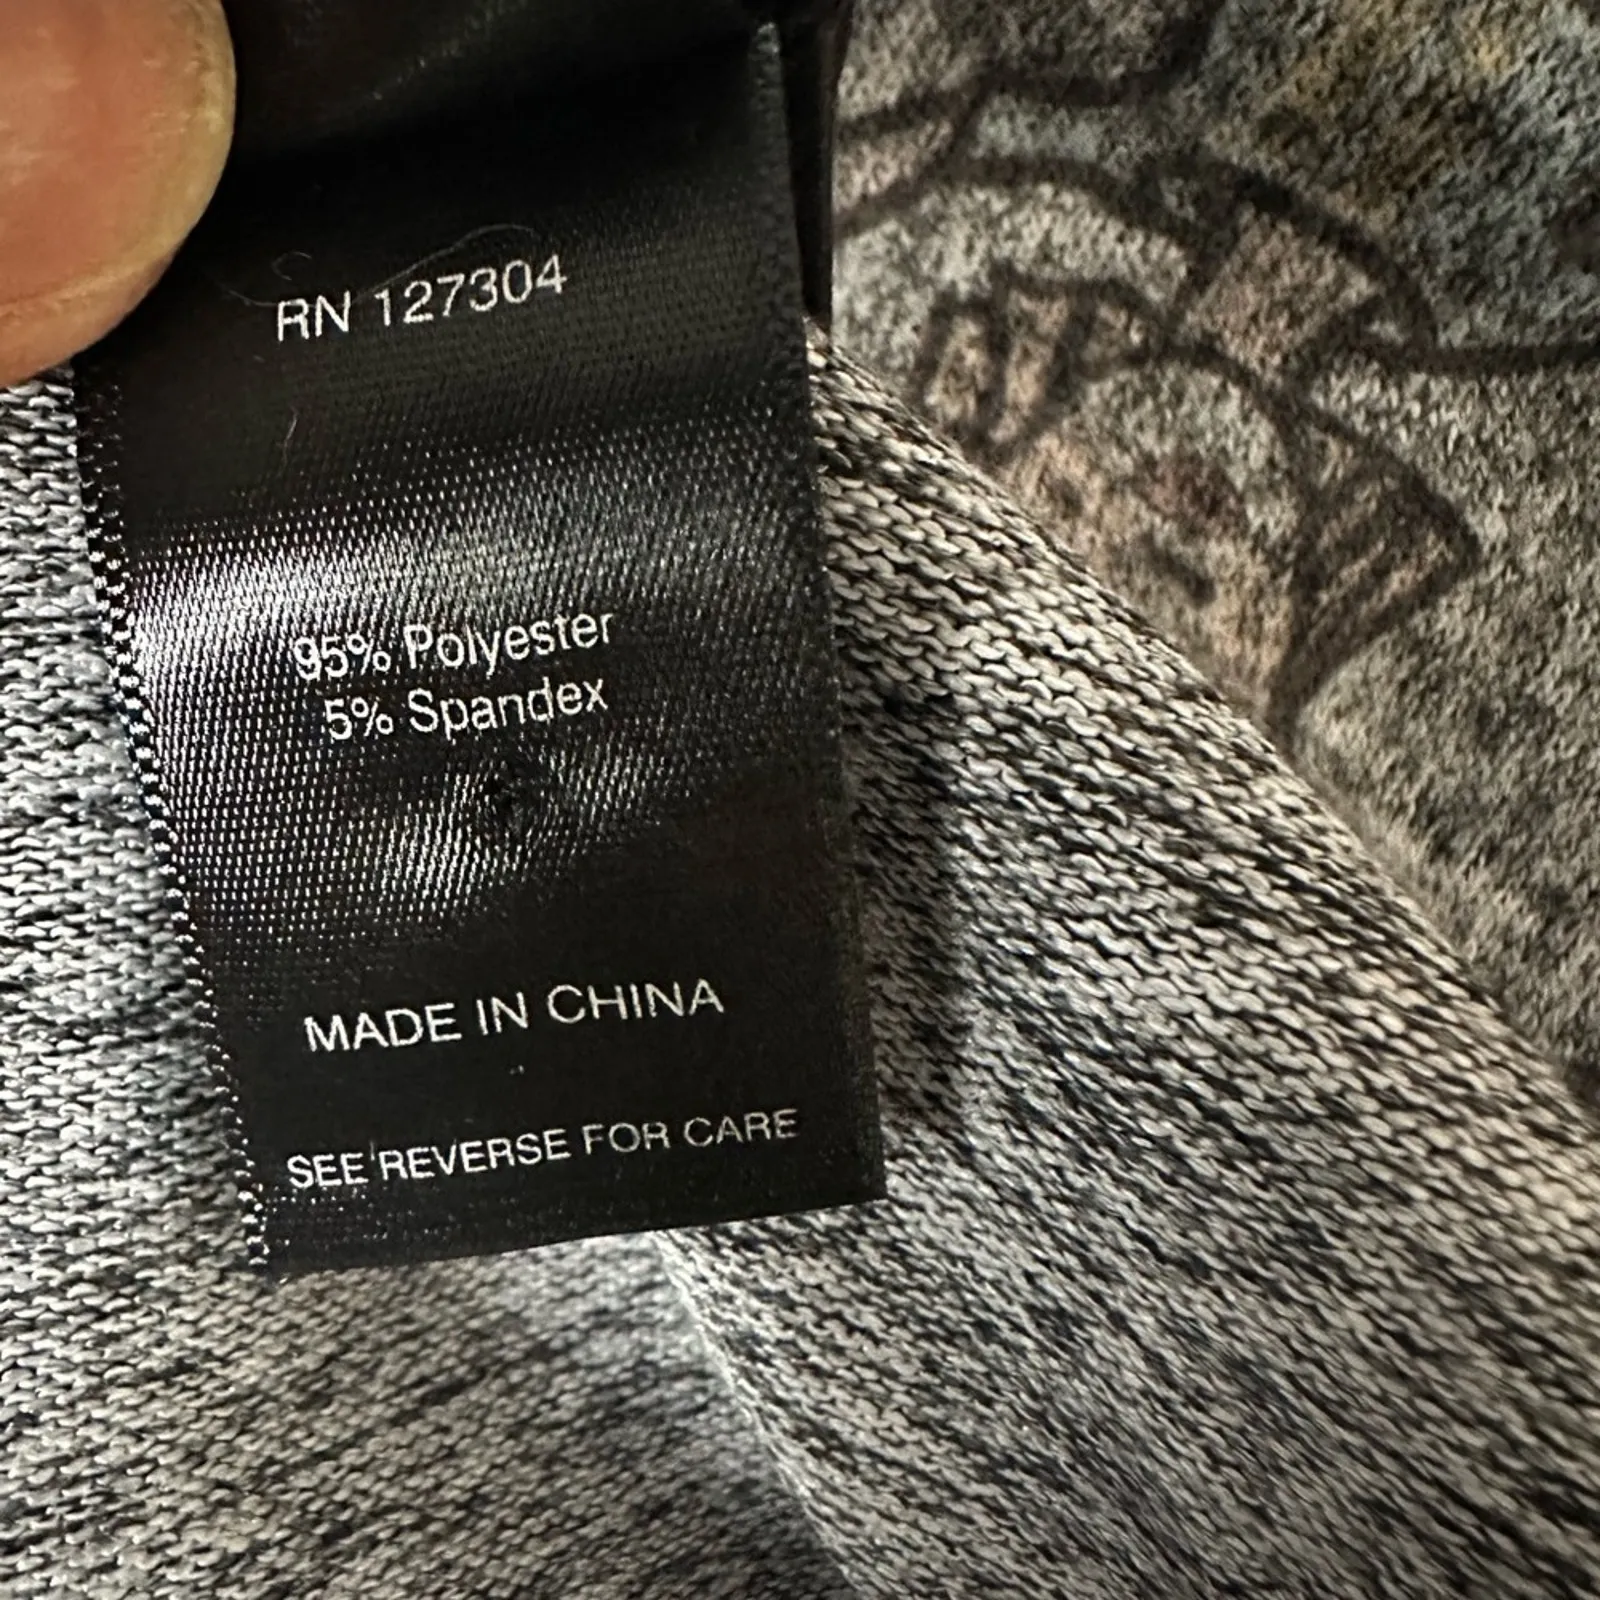 RN 127304
95% Polyester
5% Spandex
MADE IN CHINA
SEE REVERSE FOR CARE